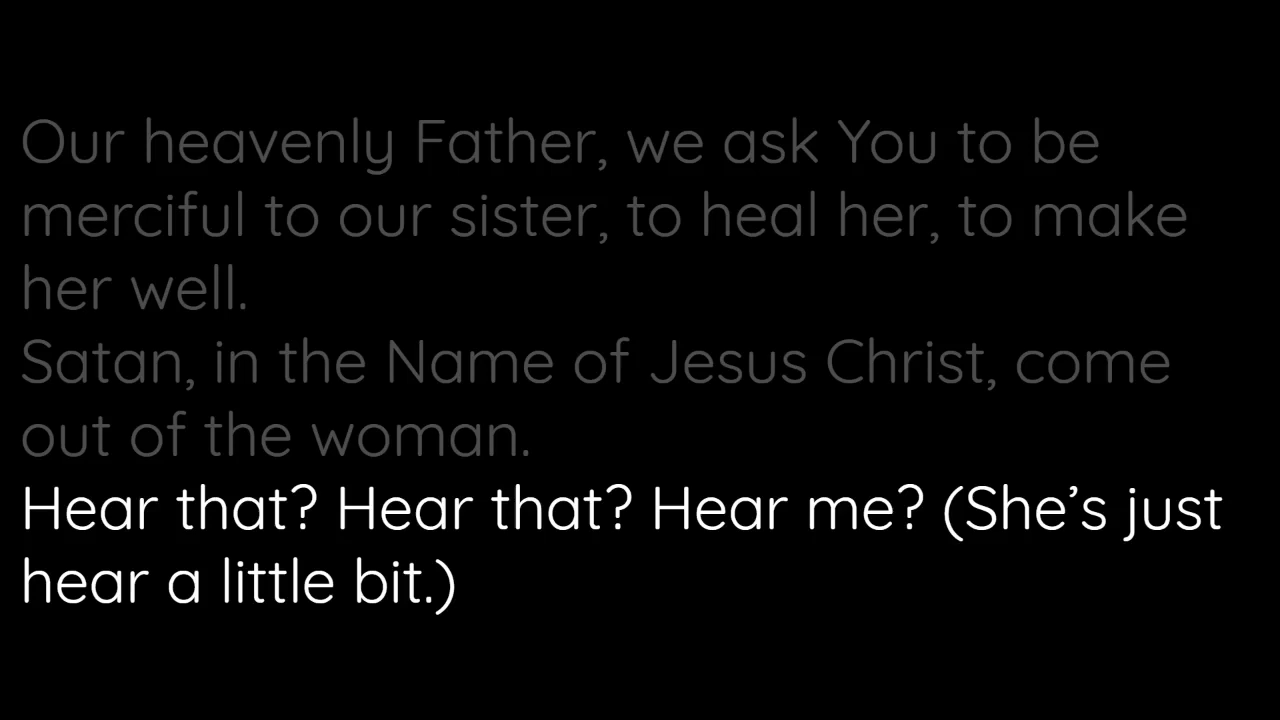 Our heavenly Father, we ask You to be
merciful to our sister, to heal her, to make
her well.
Satan, in the Name of Jesus Christ, come
out of the woman.
Hear that? Hear that? Hear me? (She’s just
hear a little bit.)